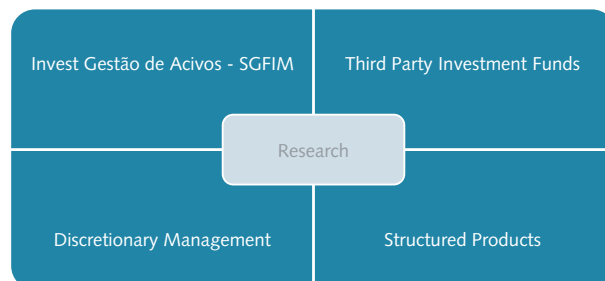 Invest Gestão de Acivos - SGFIM
Third Party Investment Funds
Research
Discretionary Management
Structured Products